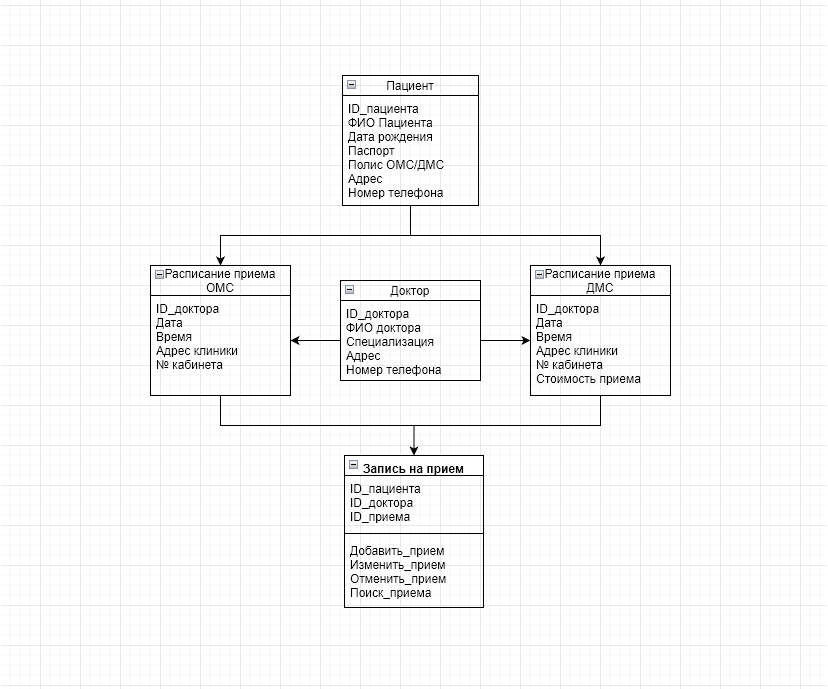 Пациент
ID_пациента
ФИО Пациента
Дата рождения
Паспорт
Полис ОМС/ДМС
Адрес
Номер телефона
Расписание приема
ОМС
ID_доктора
Дата
Время
Адрес клиники
№ кабинета
Доктор
ID_доктора
ФИО доктора
Специализация
Адрес
Номер телефона
Расписание приема
ДМС
ID_доктора
Дата
Время
Адрес клиники
№ кабинета
Стоимость приема
Запись на прием
ID_пациента
ID_доктора
ID_приема
Добавить_прием
Изменить_прием
Отменить_прием
Поиск_приема